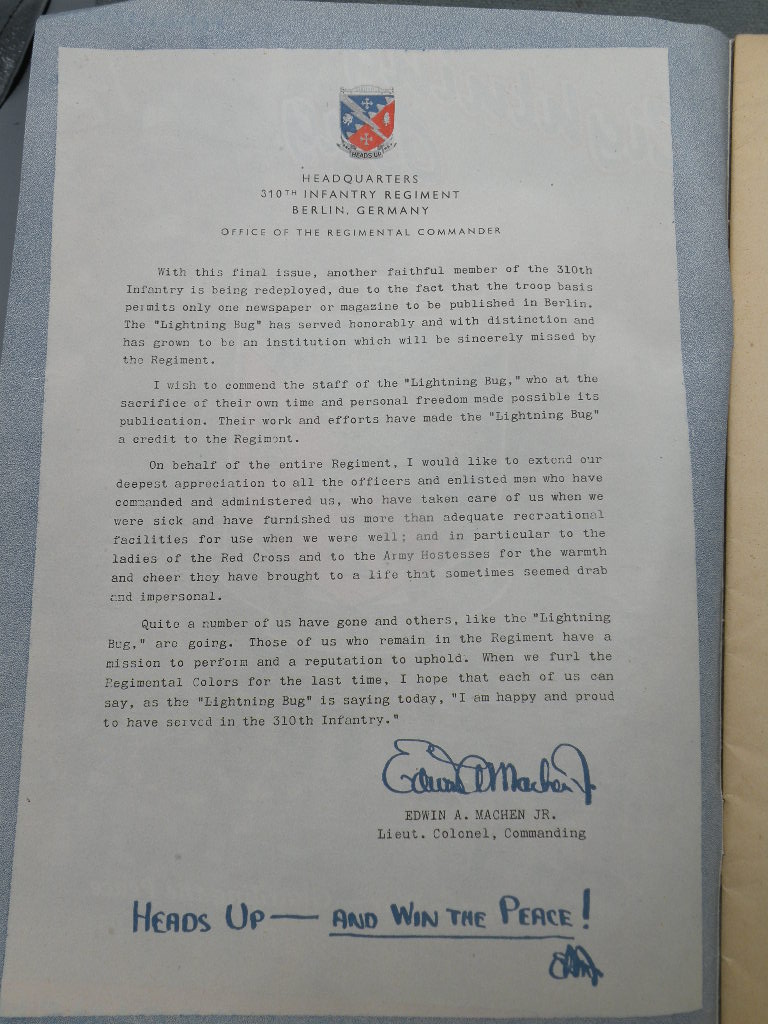 HEADS UP
HEADQUARTERS
310TH INFANTRY REGIMENT
BERLIN, GERMANY
OFFICE OF THE REGIMENTAL COMMANDER
With this final issue, another faithful member of the 310th
Infantry is being redeployed, due to the fact that the troop basis
permits only one newspaper or magazine to be published in Berlin.
The "Lightning Bug" has served honorably and with distinction and
has grown to be an institution which will be sincerely missed by
the Regiment.
I wish to commend the staff of the "Lightning Bug," who at the
sacrifice of their own time and personal freedom made possible its
publication. Their work and efforts have made the "Lightning Bug"
a credit to the Regiment.
On behalf of the entire Regiment, I would like to extend our
deepest appreciation to all the officers and enlisted men who have
commanded and administered us, who have taken care of us when we
were sick and have furnished us more than adequate recreational
facilities for use when we were well; and in particular to the
ladies of the Red Cross and to the Army Hostesses for the warmth
and cheer they have brought to a life that sometimes seemed drab
and impersonal.
Quite a number of us have gone and others, like the "Lightning
Bug," are going. Those of us who remain in the Regiment have a
mission to perform and a reputation to uphold. When we furl the
Regimental Colors for the last time, I hope that each of us can
say, as the "Lightning Bug" is saying today, "I am happy and proud
to have served in the 310th Infantry."
Edwin A Machen Jr.
EDWIN A. MACHEN JR.
Lieut. Colonel, Commanding
HEADS UP — AND WIN THE PEACE!